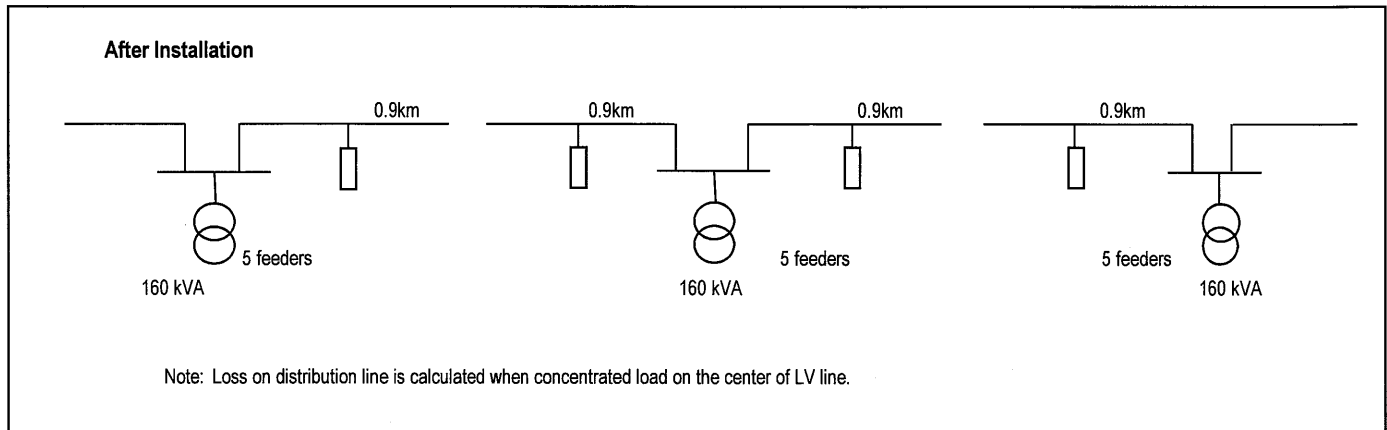 After Installation
0.9km 0.9km 0.9km 0.9km
5 feeders 5 feeders 5 feeders
160 kVA 160 kVA 160 kVA
Note: Loss on distribution line is calculated when concentrated load on the center of LV line.